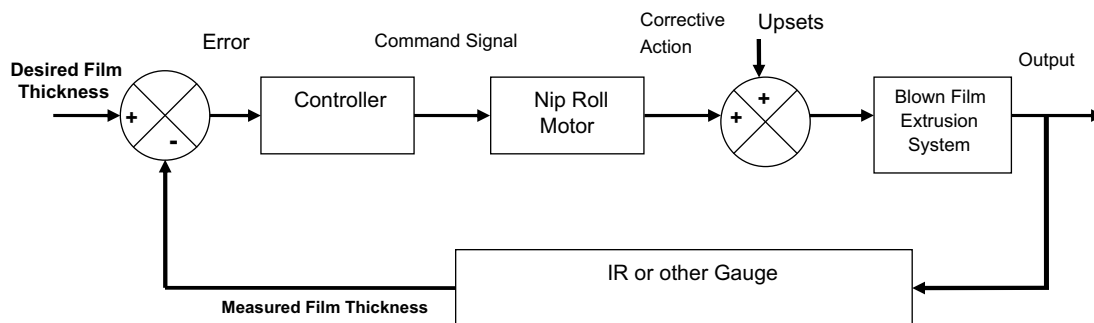 Error
Command Signal
Corrective
Action
Upsets
Output
Desired Film
Thickness
+
-
Controller
Nip Roll
Motor
+
+
Blown Film
Extrusion
System
IR or other Gauge
Measured Film Thickness